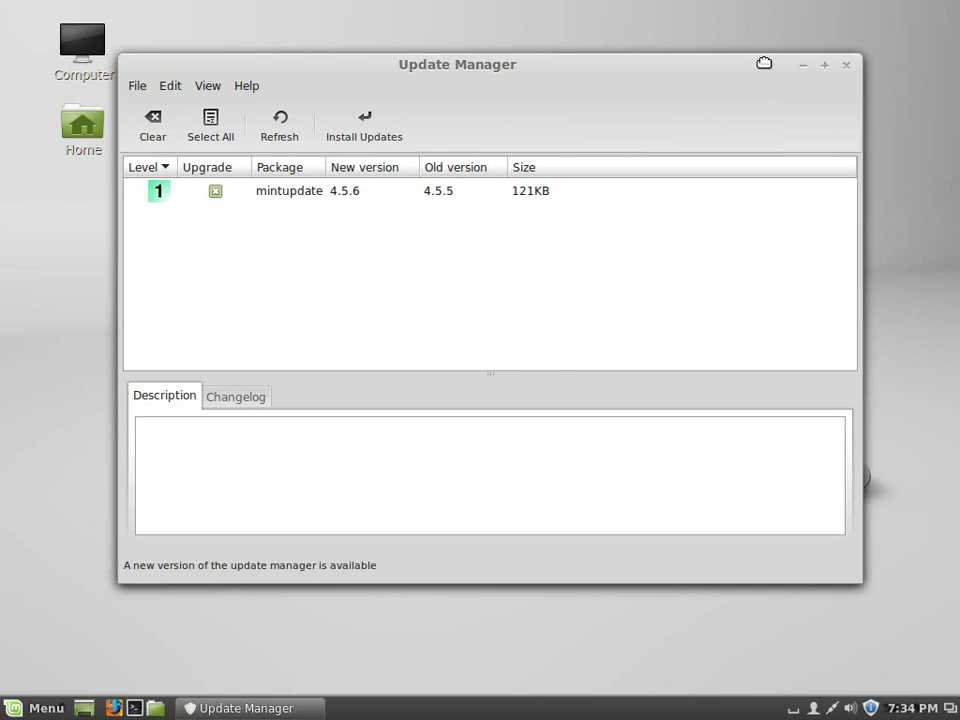 Computer
Home
Update Manager
File Edit View Help
Clear Select All Refresh Install Updates
Level Upgrade Package New version Old version Size
1 mintupdate 4.5.6 4.5.5 121KB
Description Changelog
A new version of the update manager is available
Menu Update Manager 7:34 PM